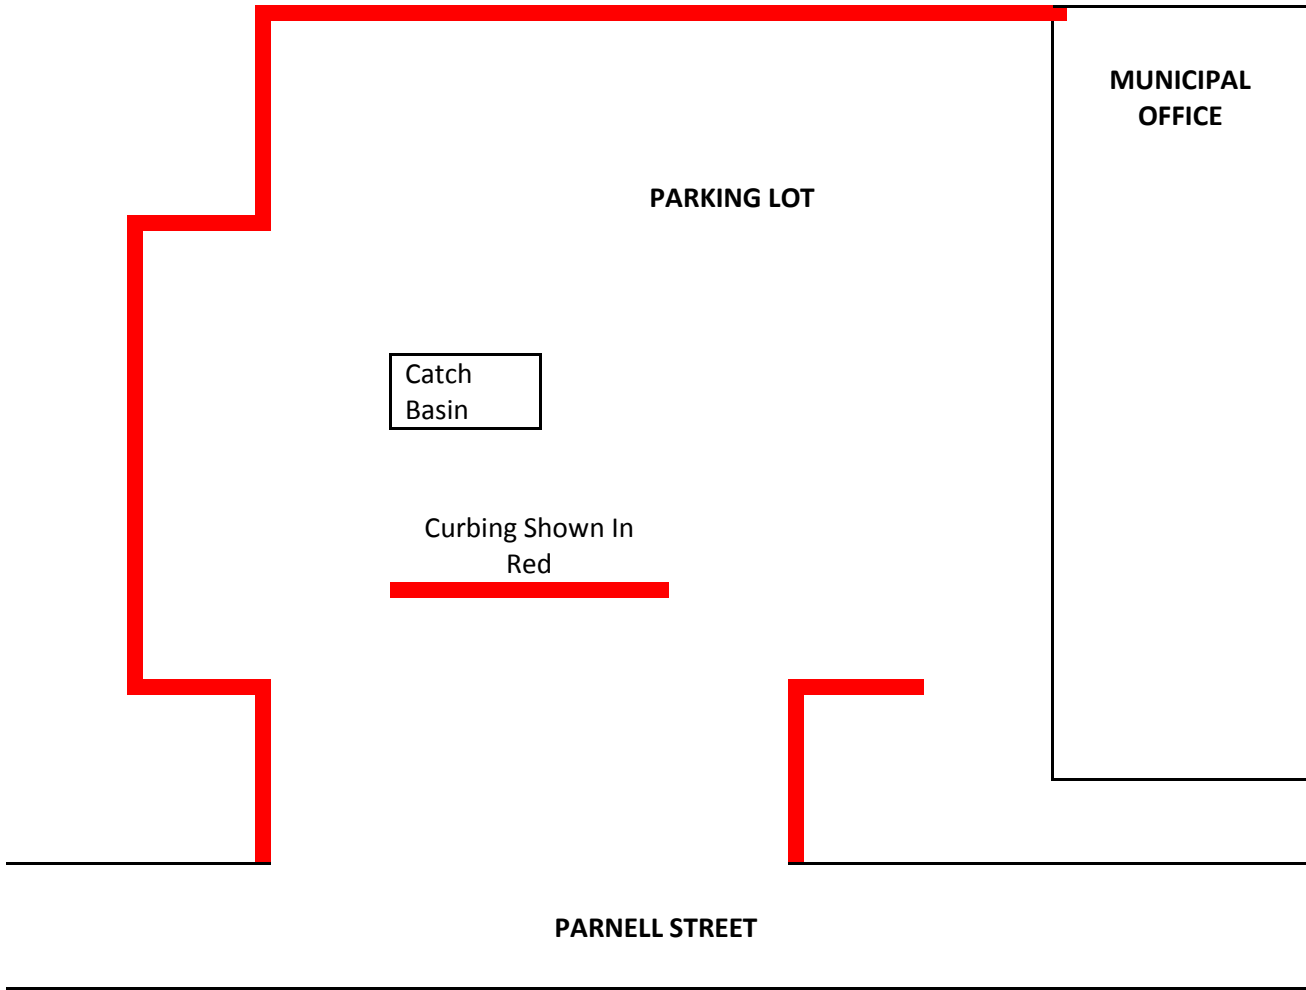 MUNICIPAL
OFFICE
PARKING LOT
Catch
Basin
Curbing Shown In
Red
PARNELL STREET